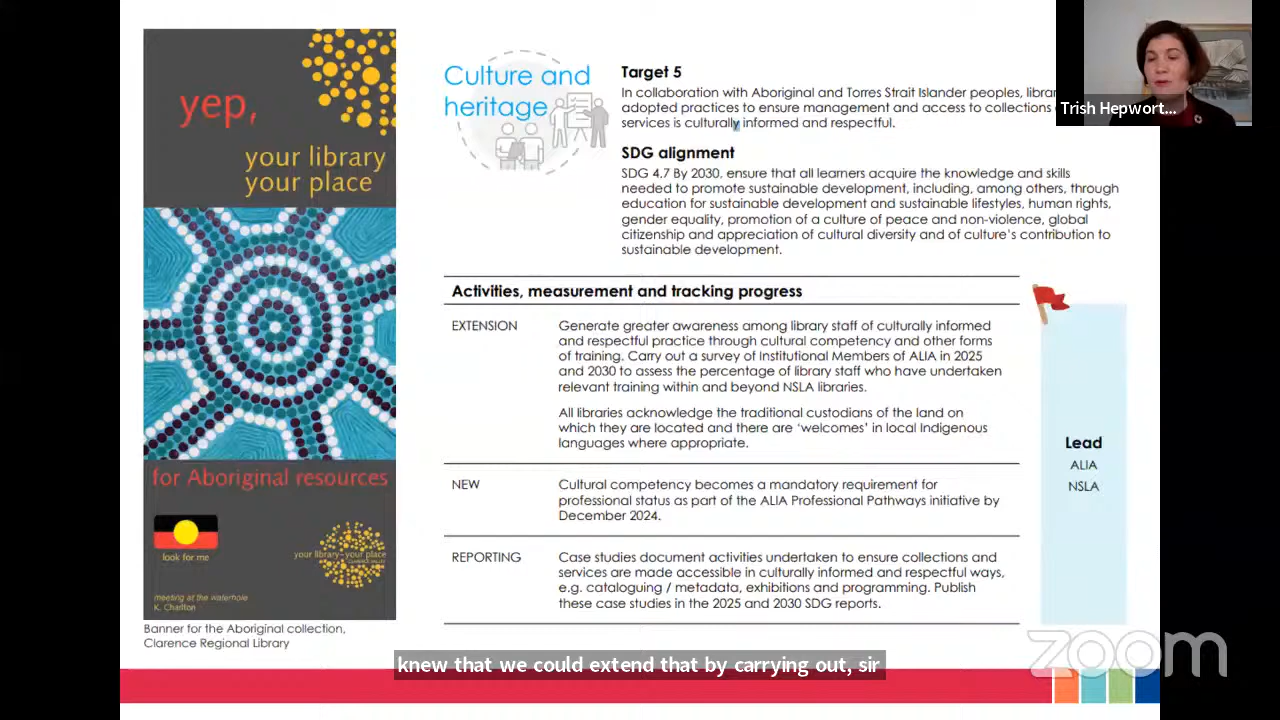 yep,
your library
your place
for Aboriginal resources
look for me
your library~your place
CLARENCE VALLEY
meeting at the waterhole
K. Charlton
Banner for the Aboriginal collection,
Clarence Regional Library
Culture and
heritage
Target 5
In collaboration with Aboriginal and Torres Strait Islander peoples,
adopted practices to ensure management and access to collections
services is culturally informed and respectful.
SDG alignment
SDG 4.7 By 2030, ensure that all learners acquire the knowledge and skills
needed to promote sustainable development, including, among others, through
education for sustainable development and sustainable lifestyles, human rights,
gender equality, promotion of a culture of peace and non-violence, global
citizenship and appreciation of cultural diversity and of culture's contribution to
sustainable development.
Activities, measurement and tracking progress
EXTENSION
Generate greater awareness among library staff of culturally informed
and respectful practice through cultural competency and other forms
of training. Carry out a survey of Institutional Members of ALIA in 2025
and 2030 to assess the percentage of library staff who have undertaken
relevant training within and beyond NSLA libraries.
All libraries acknowledge the traditional custodians of the land on
which they are located and there are 'welcomes' in local Indigenous
languages where appropriate.
NEW
Cultural competency becomes a mandatory requirement for
professional status as part of the ALIA Professional Pathways initiative by
December 2024.
REPORTING
Case studies document activities undertaken to ensure collections and
services are made accessible in culturally informed and respectful ways,
e.g. cataloguing / metadata, exhibitions and programming. Publish
these case studies in the 2025 and 2030 SDG reports.
Lead
ALIA
NSLA
Trish Hepwort...
knew that we could extend that by carrying out, sir
zoom